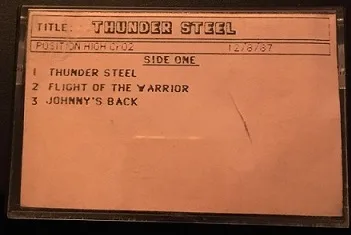 TITLE: THUNDER STEEL
POSITION HIGH CrO2 12/8/87
SIDE ONE
1 THUNDER STEEL
2 FLIGHT OF THE WARRIOR
3 JOHNNY'S BACK